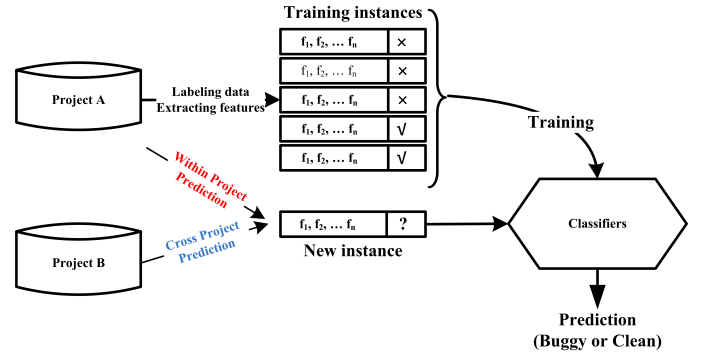 Training instances
f1, f2, … fn ×
f1, f2, … fn ×
f1, f2, … fn ×
f1, f2, … fn √
f1, f2, … fn √
Project A
Labeling data
Extracting features
Training
Within Project
Prediction
Cross Project
Prediction
Project B
f1, f2, … fn ?
New instance
Classifiers
Prediction
(Buggy or Clean)